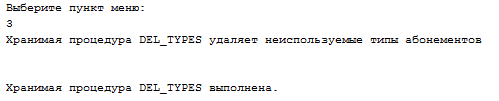 Выберите пункт меню:
3
Хранимая процедура DEL_TYPES удаляет неиспользуемые типы абонементов
Хранимая процедура DEL_TYPES выполнена.